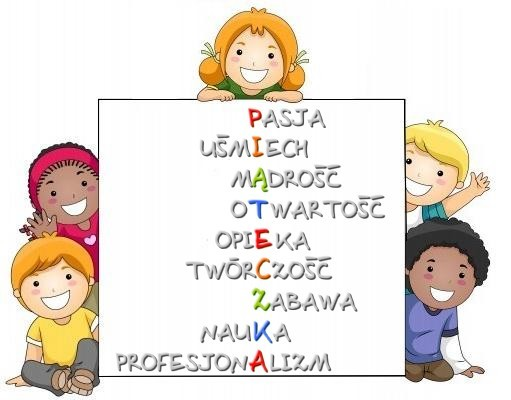 PASJA
UŚMIECH
MĄDROŚĆ
OTWARTOŚĆ
OPIEKA
TWÓRCZOŚĆ
ZABAWA
NAUKA
PROFESJONALIZM